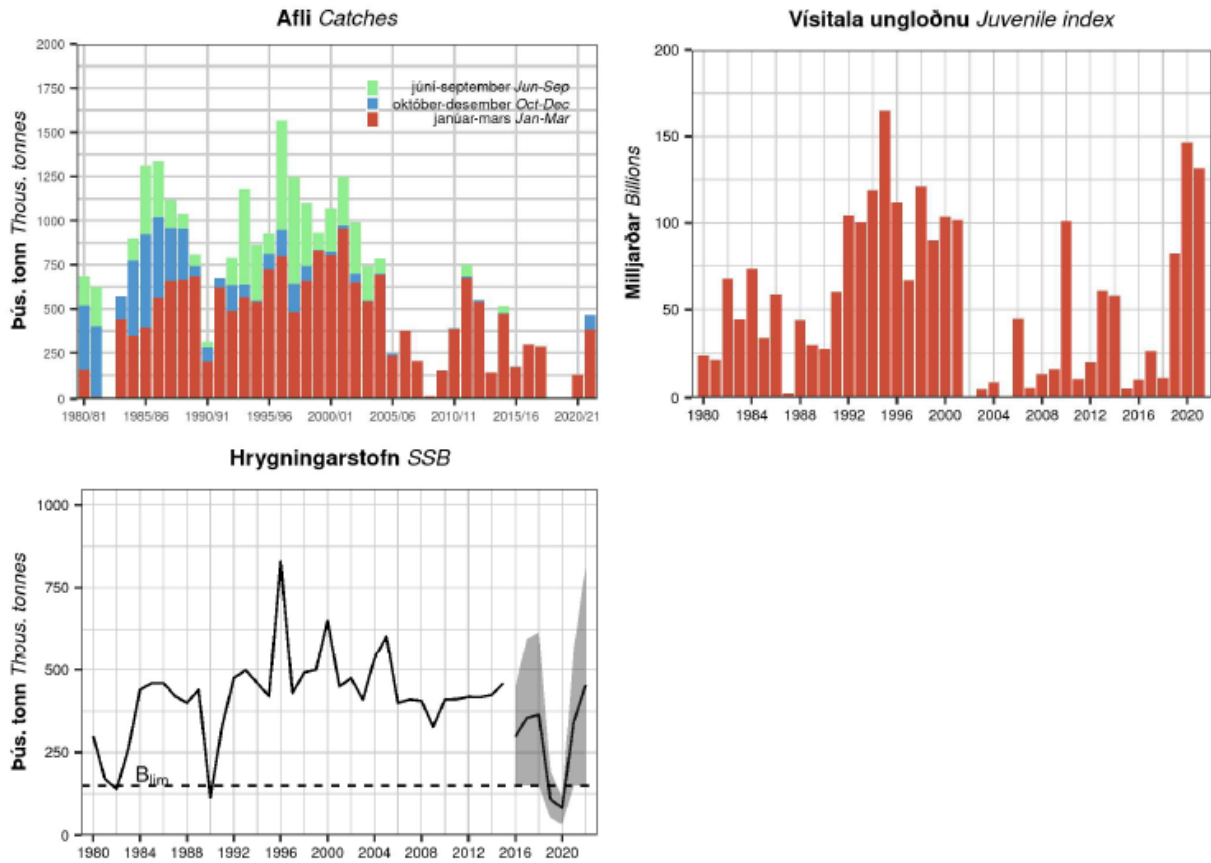 Afli Catches
Þús. tonn Thous. tonnes
2000
1750
1500
1250
1000
750
500
250
0
júní-september Jun-Sep
október-desember Oct-Dec
janúar-mars Jan-Mar
1980/81 1985/86 1990/91 1995/96 2000/01 2005/06 2010/11 2015/16 2020/21
Vísitala ungloðnu Juvenile index
Milljarðar Billions
200
150
100
50
0
1980 1984 1988 1992 1996 2000 2004 2008 2012 2016 2020
Hrygningarstofn SSB
Þús. tonn Thous. tonnes
1000
750
500
250
0
Blim
1980 1984 1988 1992 1996 2000 2004 2008 2012 2016 2020